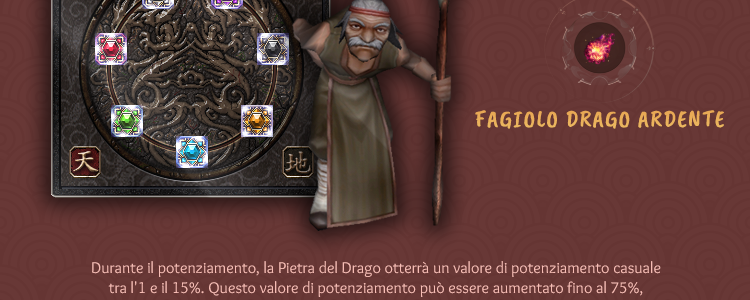 FAGIOLO DRAGO ARDENTE
天 地
Durante il potenziamento, la Pietra del Drago otterrà un valore di potenziamento casuale
tra l'1 e il 15%. Questo valore di potenziamento può essere aumentato fino al 75%,